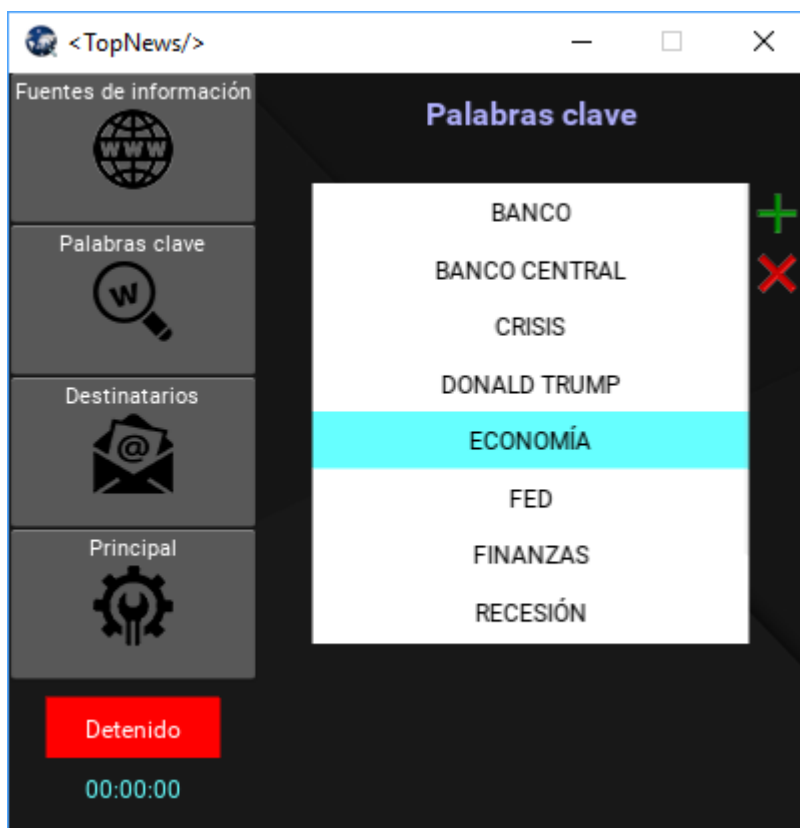 <TopNews/>
Fuentes de información
WWW
Palabras clave
W
Destinatarios
@
Principal
Detenido
00:00:00
Palabras clave
BANCO
BANCO CENTRAL
CRISIS
DONALD TRUMP
ECONOMÍA
FED
FINANZAS
RECESIÓN